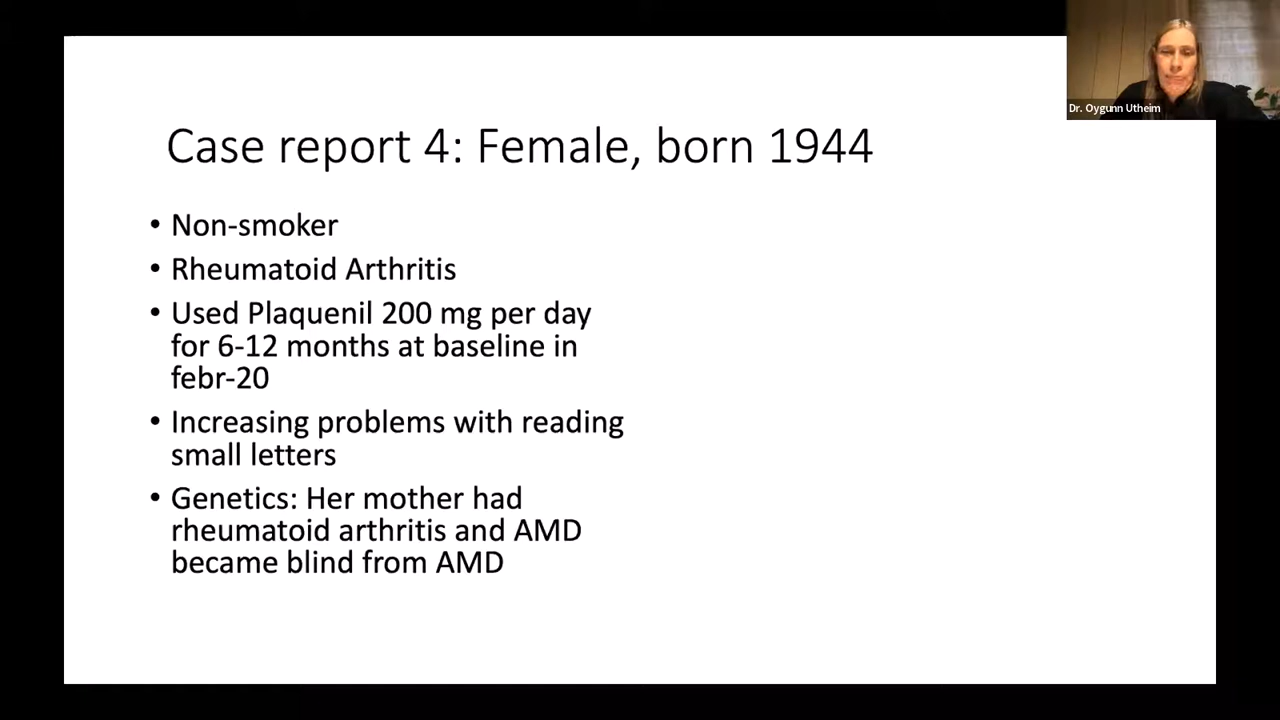 Dr. Oygunn Utheim
Case report 4: Female, born 1944
• Non-smoker
• Rheumatoid Arthritis
• Used Plaquenil 200 mg per day
for 6-12 months at baseline in
febr-20
• Increasing problems with reading
small letters
• Genetics: Her mother had
rheumatoid arthritis and AMD
became blind from AMD